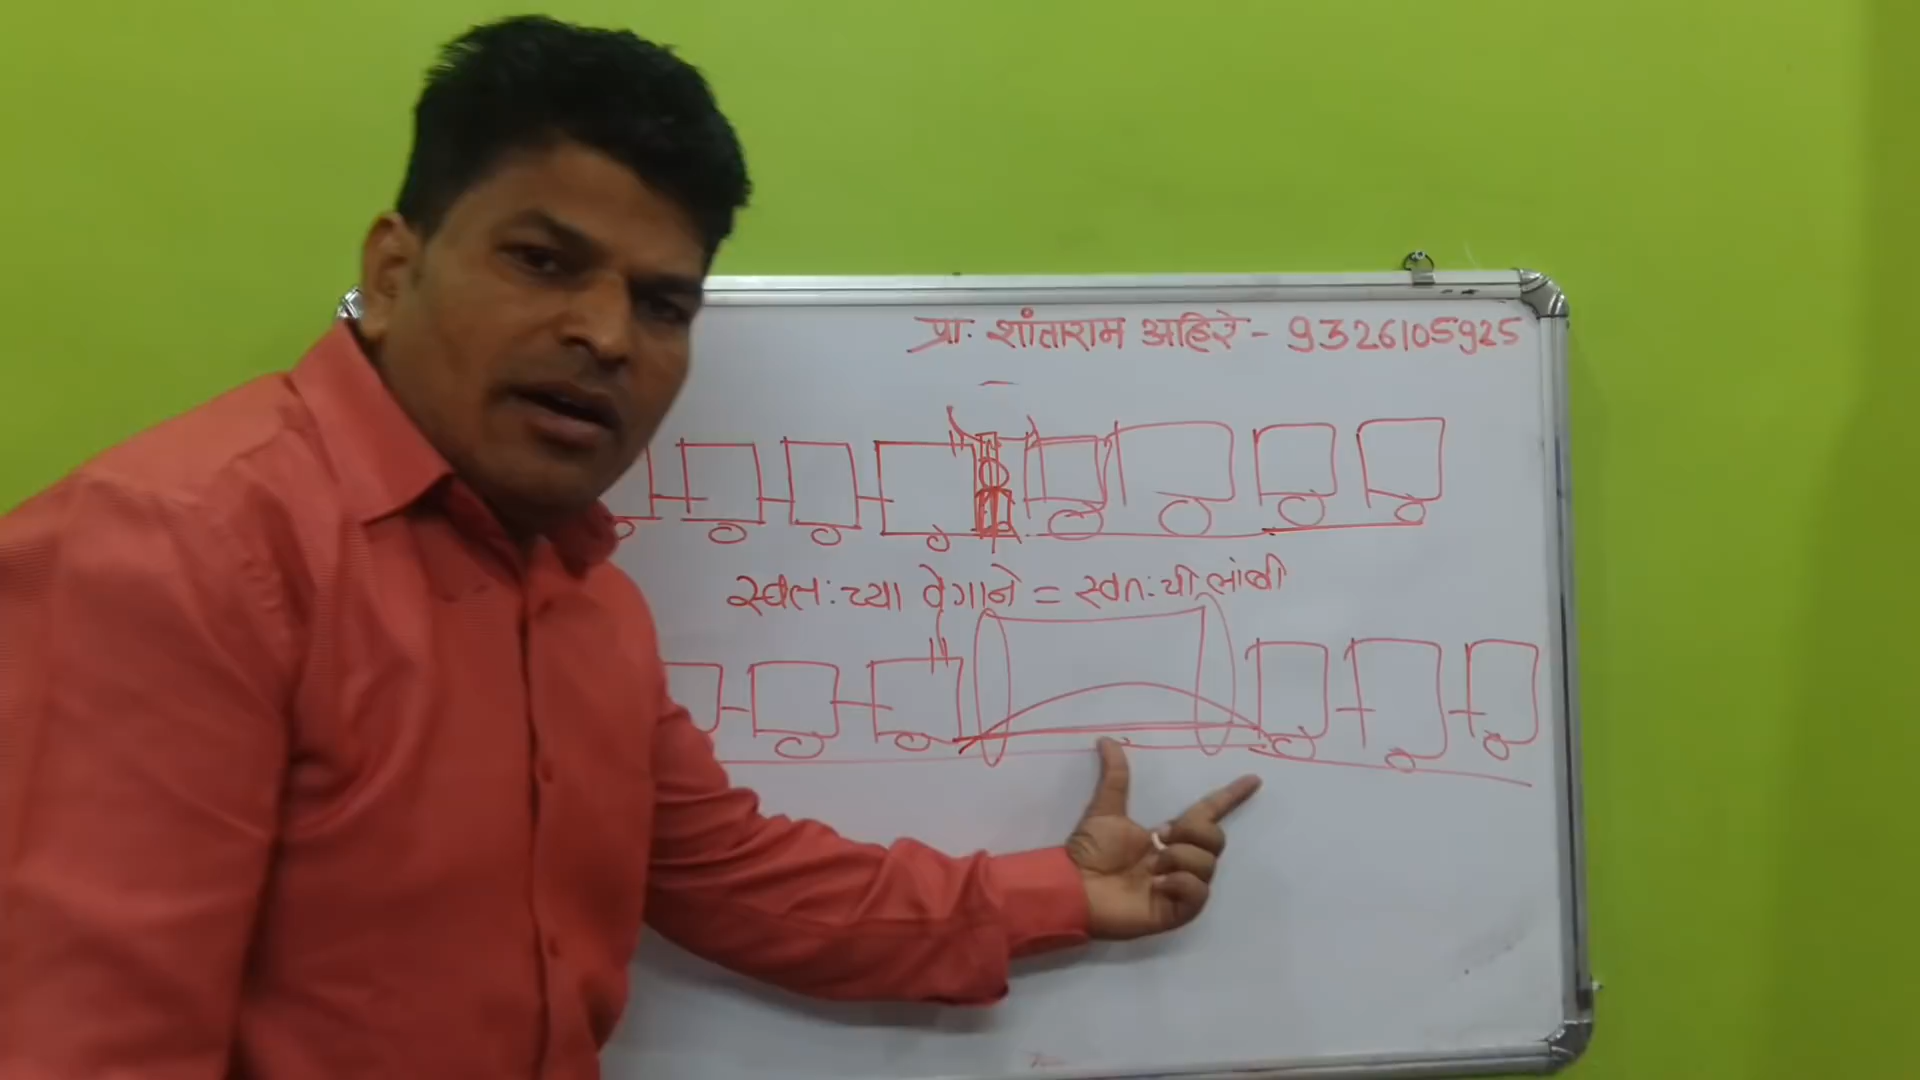 प्रा. शांताराम अहिरे - 9326105925
स्वत:च्या वेगाने = स्वत:ची लांबी